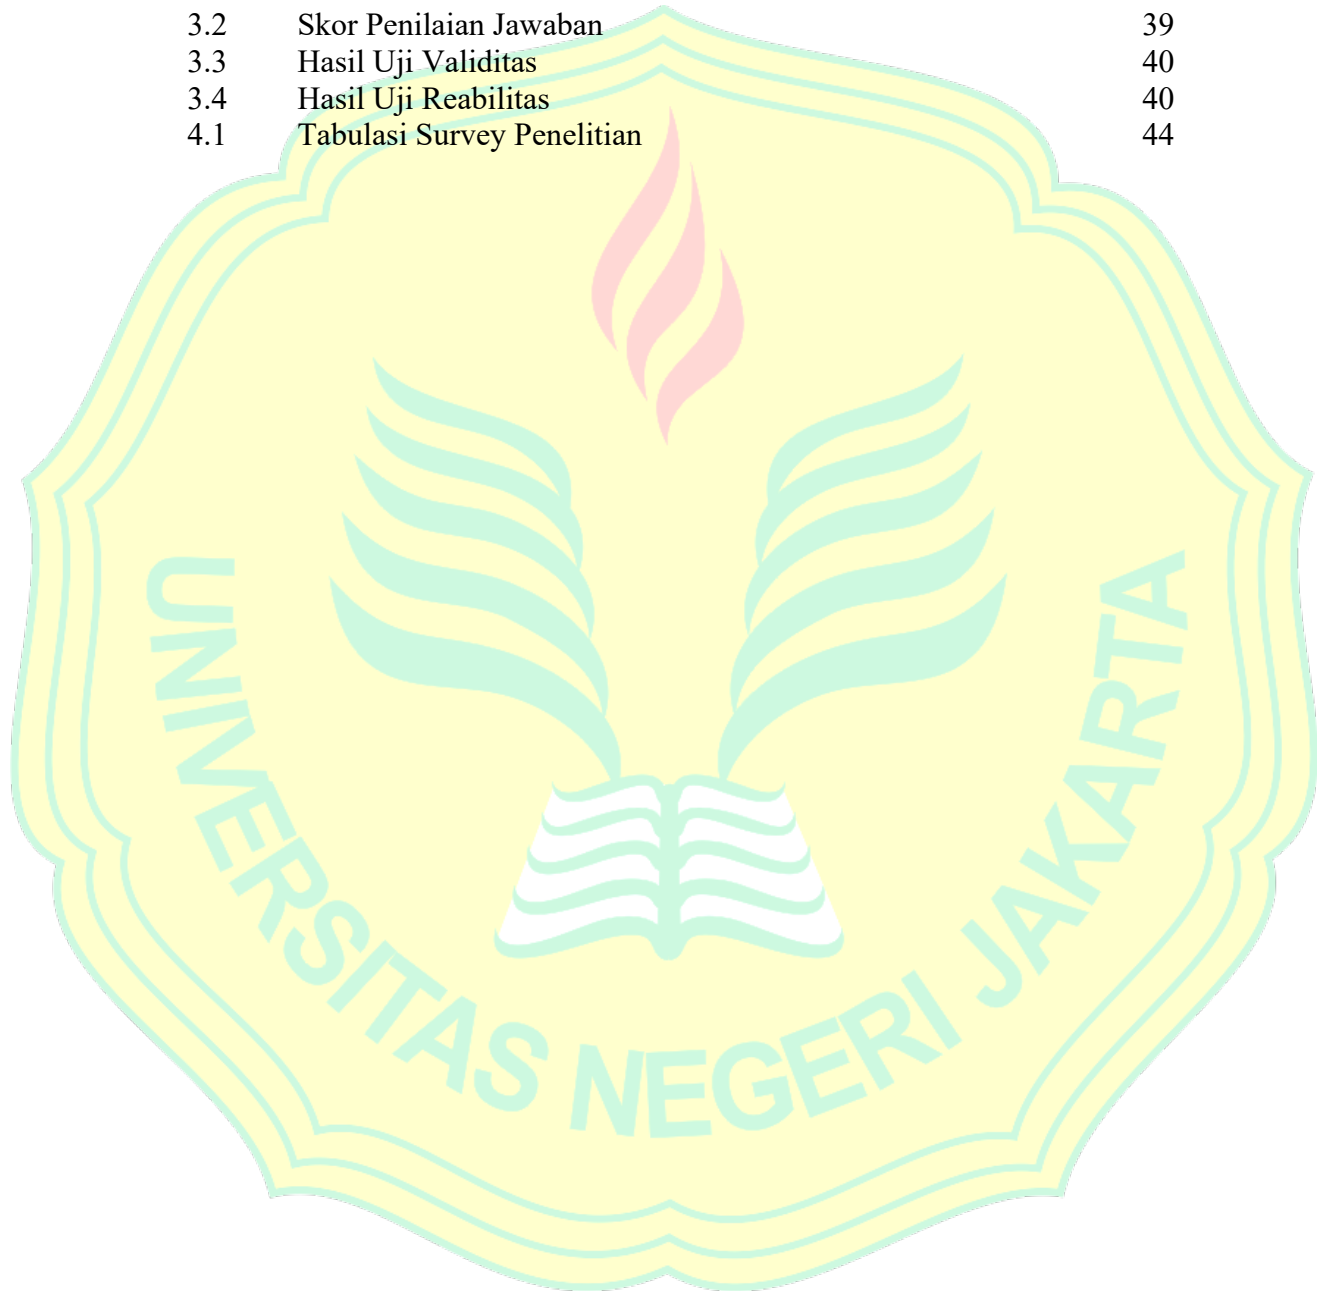 3.2 Skor Penilaian Jawaban 39
3.3 Hasil Uji Validitas 40
3.4 Hasil Uji Reabilitas 40
4.1 Tabulasi Survey Penelitian 44
UNIVERSITAS NEGERI JAKARTA